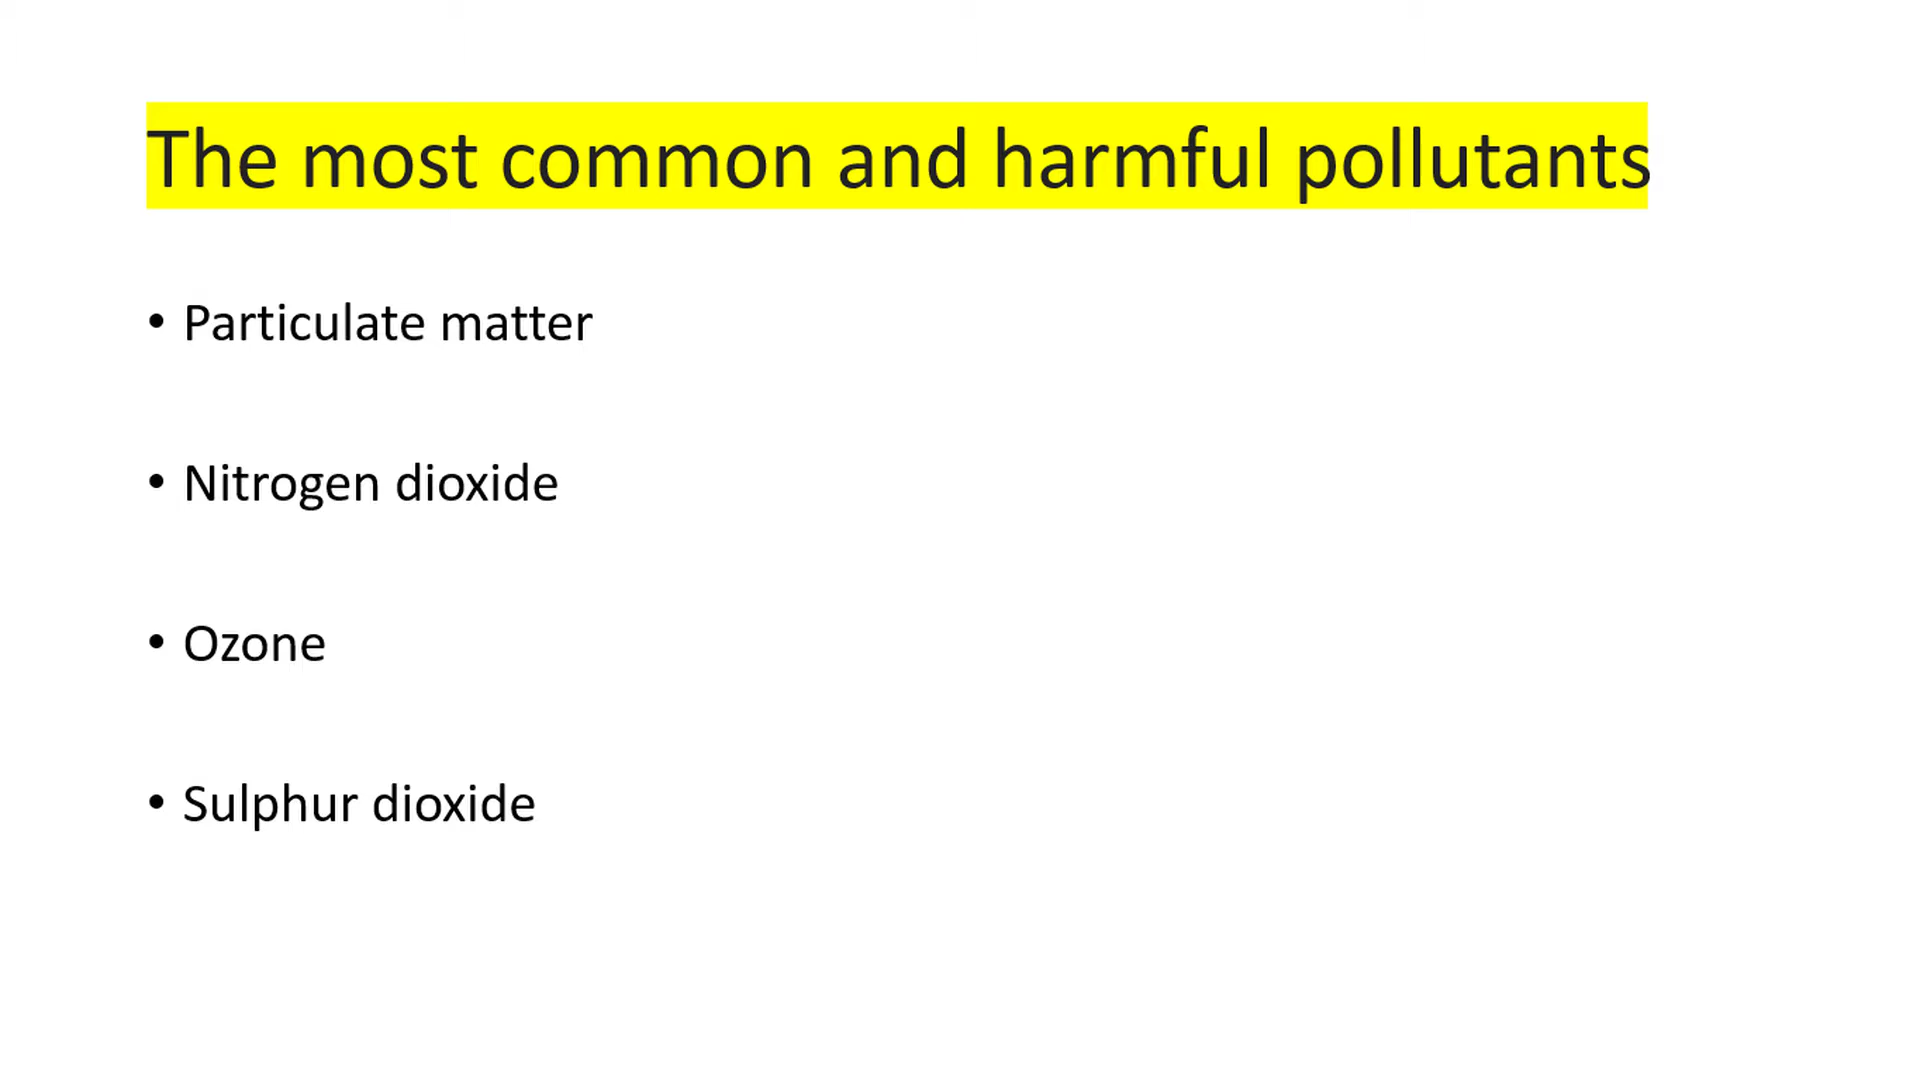 The most common and harmful pollutants
• Particulate matter
• Nitrogen dioxide
• Ozone
• Sulphur dioxide